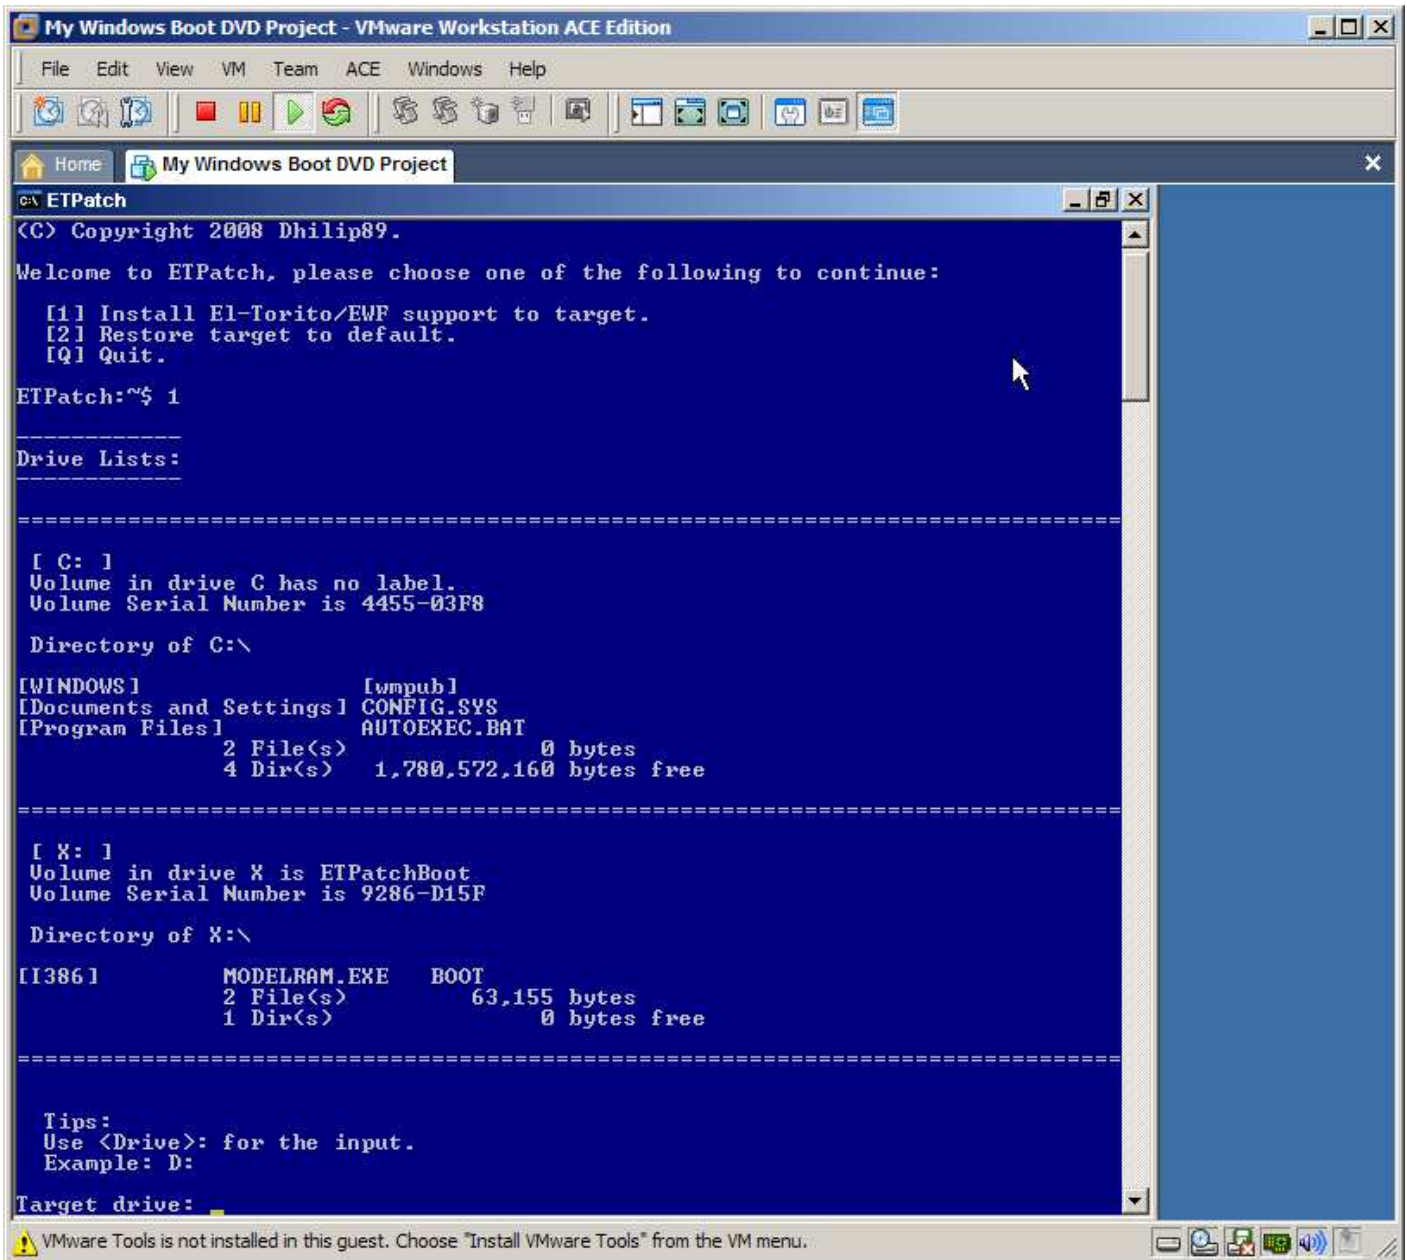 My Windows Boot DVD Project - VMware Workstation ACE Edition
File Edit View VM Team ACE Windows Help
Home My Windows Boot DVD Project
ETPatch
(C) Copyright 2008 Dhilip89.
Welcome to ETPatch, please choose one of the following to continue:
[1] Install El-Torito/EWF support to target.
[2] Restore target to default.
[Q] Quit.
ETPatch:~$ 1
------------
Drive Lists:
------------
================================================================================
[ C: ]
Volume in drive C has no label.
Volume Serial Number is 4455-03F8
Directory of C:\
[WINDOWS] [wmpub]
[Documents and Settings] CONFIG.SYS
[Program Files] AUTOEXEC.BAT
2 File(s) 0 bytes
4 Dir(s) 1,780,572,160 bytes free
================================================================================
[ X: ]
Volume in drive X is ETPatchBoot
Volume Serial Number is 9286-D15F
Directory of X:\
[I386] MODELRAM.EXE BOOT
2 File(s) 63,155 bytes
1 Dir(s) 0 bytes free
================================================================================
Tips:
Use <Drive>: for the input.
Example: D:
Target drive: _
VMware Tools is not installed in this guest. Choose "Install VMware Tools" from the VM menu.